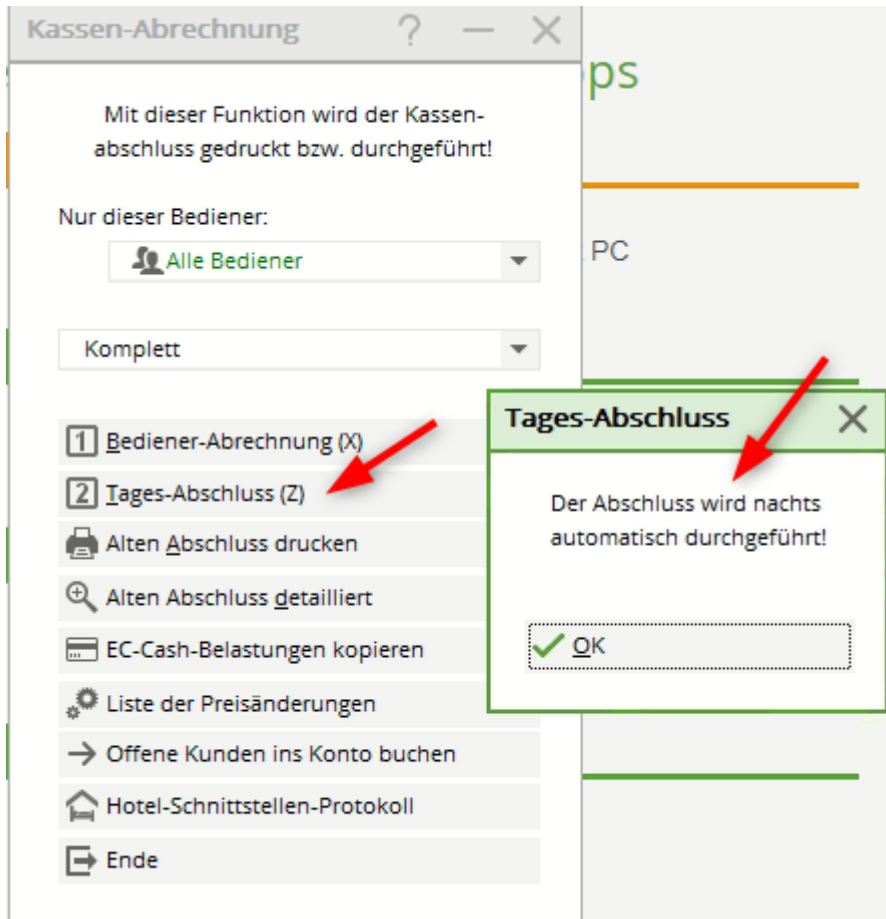 Kassen-Abrechnung
ps
Mit dieser Funktion wird der Kassen-
abschluss gedruckt bzw. durchgeführt!
Nur dieser Bediener:
Alle Bediener
PC
Komplett
1 Bediener-Abrechnung (X)
2 Tages-Abschluss (Z)
Alten Abschluss drucken
Alten Abschluss detailliert
EC-Cash-Belastungen kopieren
Liste der Preisänderungen
Offene Kunden ins Konto buchen
Hotel-Schnittstellen-Protokoll
Ende
Tages-Abschluss
Der Abschluss wird nachts
automatisch durchgeführt!
OK